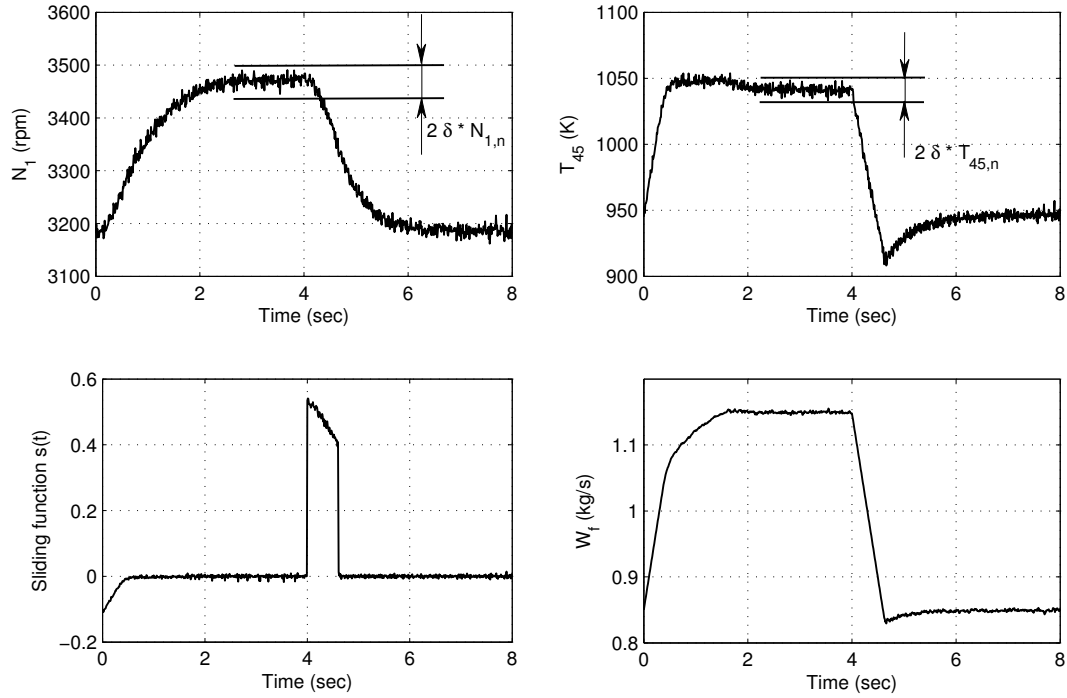 3600
3500
3400
3300
3200
3100
N1 (rpm)
2 δ * N1,n
0 2 4 6 8
Time (sec)
1100
1050
1000
950
900
T45 (K)
2 δ * T45,n
0 2 4 6 8
Time (sec)
0.6
0.4
0.2
0
−0.2
Sliding function s(t)
0 2 4 6 8
Time (sec)
1.1
1
0.9
0.8
Wf (kg/s)
0 2 4 6 8
Time (sec)